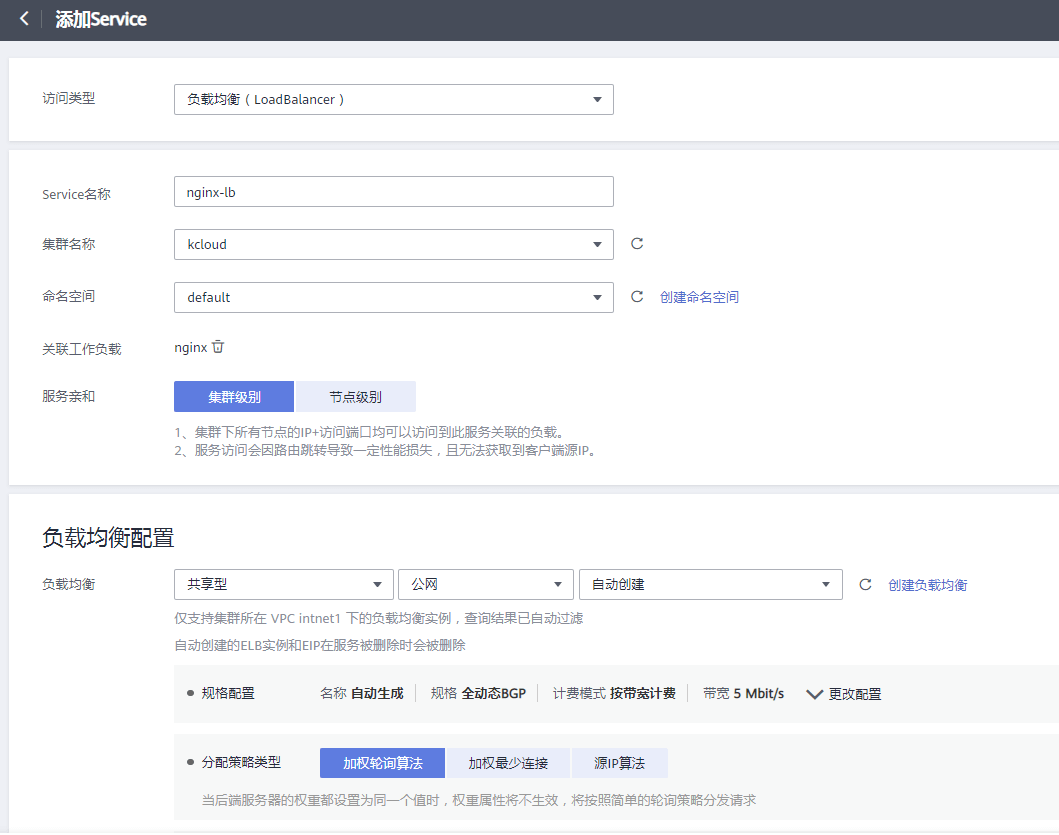 添加Service
访问类型 负载均衡 ( LoadBalancer )
Service名称 nginx-lb
集群名称 kcloud
命名空间 default 创建命名空间
关联工作负载 nginx
服务亲和 集群级别 节点级别
1、集群下所有节点的IP+访问端口均可以访问到此服务关联的负载。
2、服务访问会因路由跳转导致一定性能损失，且无法获取到客户端源IP。
负载均衡配置
负载均衡 共享型 公网 自动创建 创建负载均衡
仅支持集群所在 VPC intnet1 下的负载均衡实例，查询结果已自动过滤
自动创建的ELB实例和EIP在服务被删除时会被删除
规格配置 名称 自动生成 规格 全动态BGP 计费模式 按带宽计费 带宽 5 Mbit/s 更改配置
分配策略类型 加权轮询算法 加权最少连接 源IP算法
当后端服务器的权重都设置为同一个值时，权重属性将不生效，将按照简单的轮询策略分发请求